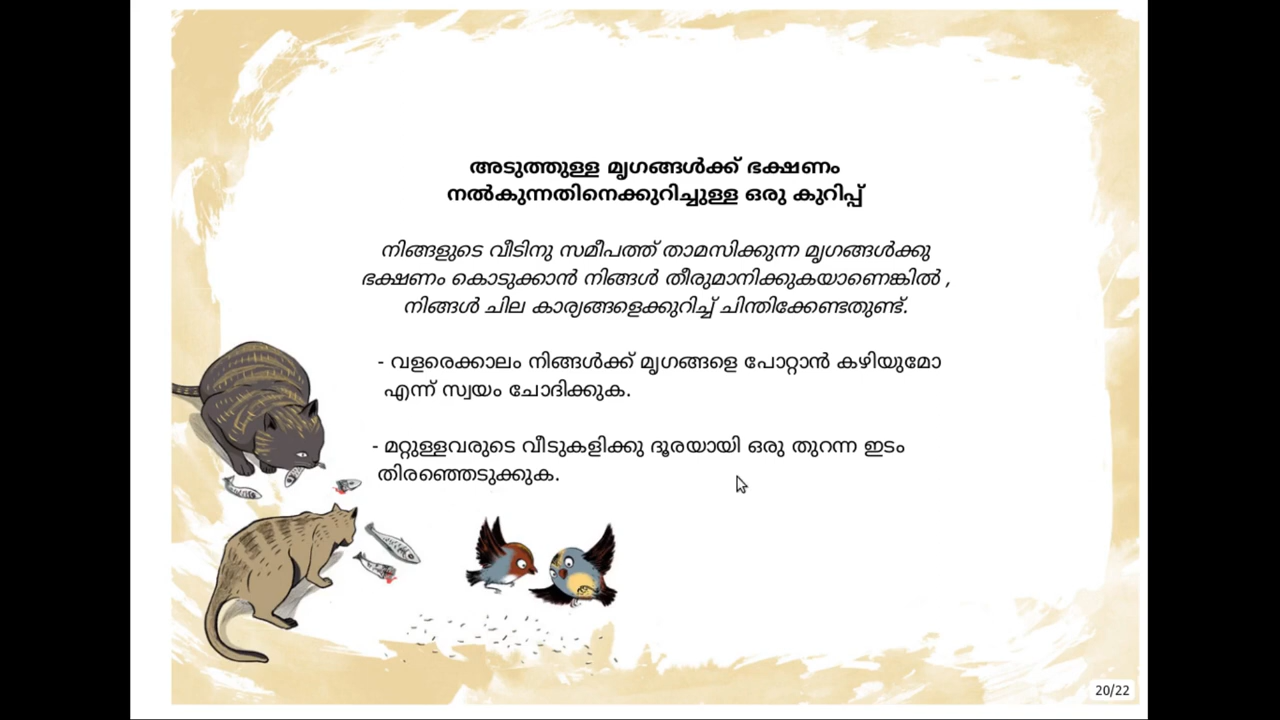 അടുത്തുള്ള മൃഗങ്ങൾക്ക് ഭക്ഷണം
നൽകുന്നതിനെക്കുറിച്ചുള്ള ഒരു കുറിപ്പ്
നിങ്ങളുടെ വീടിനു സമീപത്ത് താമസിക്കുന്ന മൃഗങ്ങൾക്കു
ഭക്ഷണം കൊടുക്കാൻ നിങ്ങൾ തീരുമാനിക്കുകയാണെങ്കിൽ ,
നിങ്ങൾ ചില കാര്യങ്ങളെക്കുറിച്ച് ചിന്തിക്കേണ്ടതുണ്ട്.
- വളരെക്കാലം നിങ്ങൾക്ക് മൃഗങ്ങളെ പോറ്റാൻ കഴിയുമോ
എന്ന് സ്വയം ചോദിക്കുക.
- മറ്റുള്ളവരുടെ വീടുകളിക്കു ദൂരയായി ഒരു തുറന്ന ഇടം
തിരഞ്ഞെടുക്കുക.
20/22